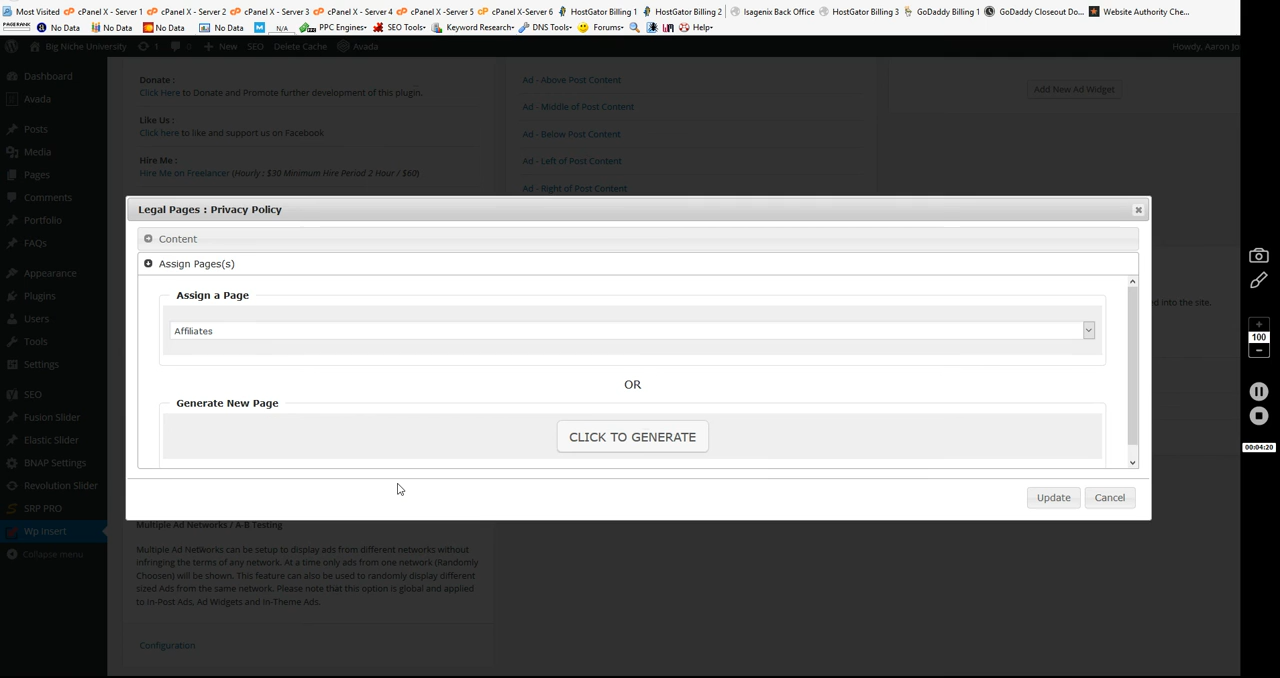 Most Visited cPanel X - Server 1 cPanel X - Server 2 cPanel X - Server 3 cPanel X - Server 4 cPanel X - Server 5 cPanel X-Server 6 HostGator Billing 1 HostGator Billing 2 Isagenix Back Office HostGator Billing 3 GoDaddy Billing 1 GoDaddy Closeout Do... Website Authority Che...
PAGERANK No Data No Data No Data No Data N/A PPC Engines SEO Tools Keyword Research DNS Tools Forums Help
Big Niche University 1 0 New SEO Delete Cache Avada Howdy, Aaron Jo
Dashboard
Avada
Posts
Media
Pages
Comments
Portfolio
FAQs
Appearance
Plugins
Users
Tools
Settings
SEO
Fusion Slider
Elastic Slider
BNAP Settings
Revolution Slider
SRP PRO
Wp Insert
Collapse menu
Donate :
Click Here to Donate and Promote further development of this plugin.
Like Us :
Click here to like and support us on Facebook
Hire Me :
Hire Me on Freelancer (Hourly : $30 Minimum Hire Period 2 Hour / $60)
Ad - Above Post Content
Ad - Middle of Post Content
Ad - Below Post Content
Ad - Left of Post Content
Ad - Right of Post Content
Add New Ad Widget
Legal Pages : Privacy Policy
Content
Assign Pages(s)
Assign a Page
Affiliates
OR
Generate New Page
CLICK TO GENERATE
Update Cancel
ed into the site.
Multiple Ad Networks / A-B Testing
Multiple Ad Networks can be setup to display ads from different networks without
infringing the terms of any network. At a time only ads from one network (Randomly
Choosen) will be shown. This feature can also be used to randomly display different
sized Ads from the same network. Please note that this option is global and applied
to In-Post Ads, Ad Widgets and In-Theme Ads.
Configuration
+
100
00:04:20